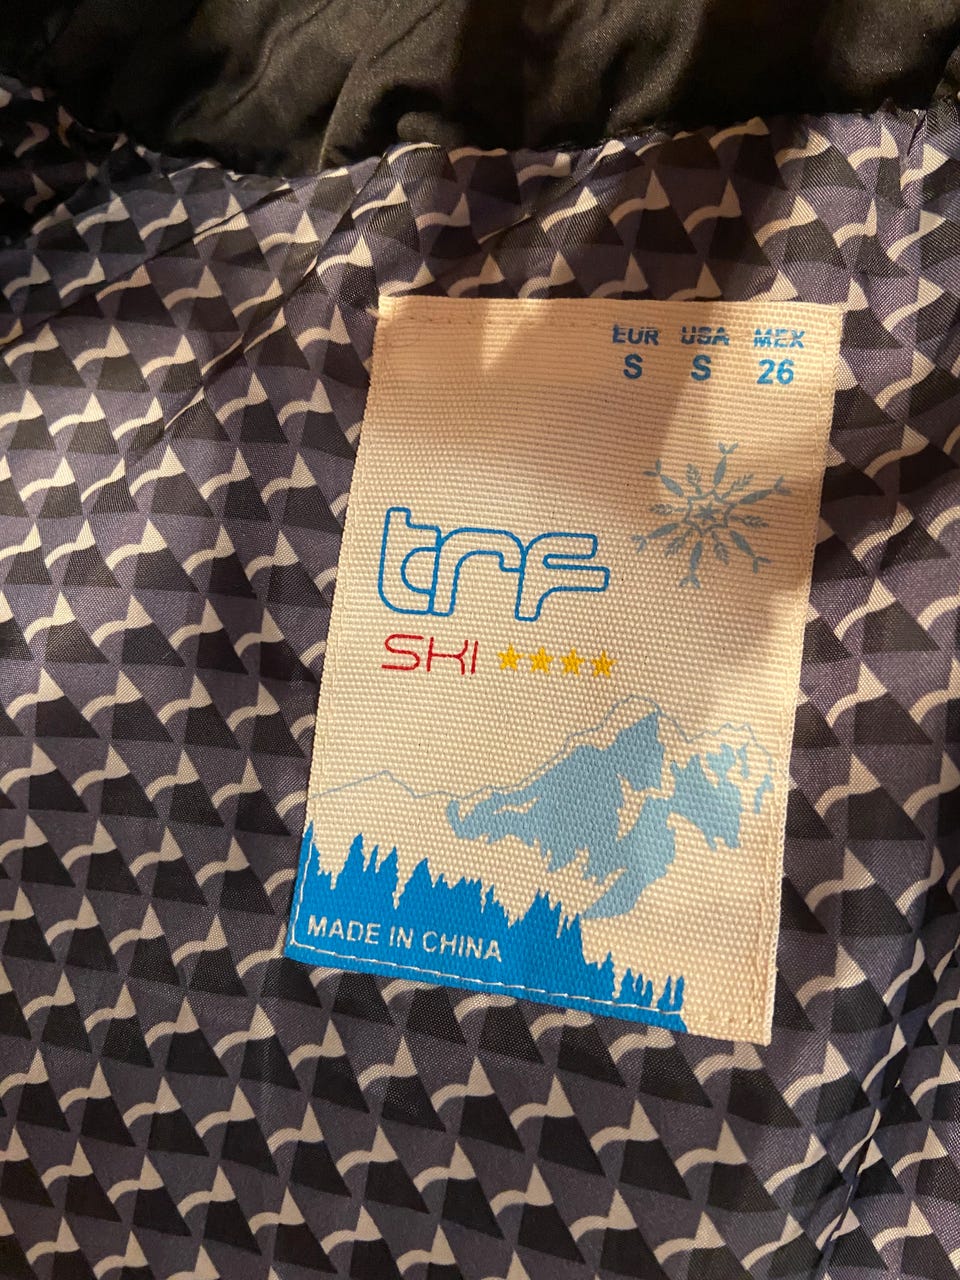 EUR USA MEX
S S 26
trf
SKI
MADE IN CHINA